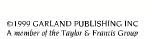 ©1999 GARLAND PUBLISHING INC
A member of the Taylor & Francis Group